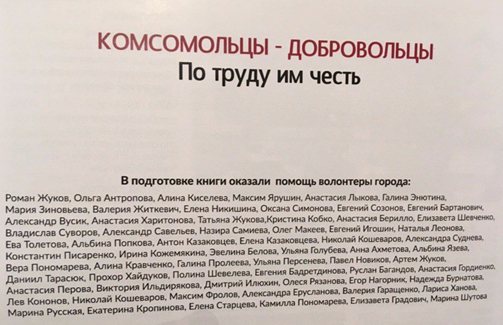 КОМСОМОЛЬЦЫ - ДОБРОВОЛЬЦЫ
По труду им честь
В подготовке книги оказали помощь волонтеры города:
Роман Жуков, Ольга Антропова, Алина Киселева, Максим Ярушин, Анастасия Лыкова, Галина Энютина,
Мария Зиновьева, Валерия Житкевич, Елена Никишина, Оксана Симонова, Евгений Созонов, Евгений Бартанович,
Александр Вусик, Анастасия Харитонова, Татьяна Жукова,Кристина Кобко, Анастасия Берилло, Елизавета Шевченко,
Владислав Суворов, Александр Савельев, Назира Самиева, Олег Макеев, Евгений Игошин, Наталья Леонова,
Ева Толетова, Альбина Попкова, Антон Казаковцев, Елена Казаковцева, Николай Кошеваров, Александра Суднева,
Константин Писаренко, Ирина Кожемякина, Эвелина Белова, Ульяна Голубева, Анна Ахметова, Альбина Язева,
Вера Пономарева, Алина Кравченко, Галина Пролеева, Ульяна Персенева, Павел Новиков, Артем Жуков,
Даниил Тарасюк, Прохор Хайдуков, Полина Шевелева, Евгения Бадретдинова, Руслан Багандов, Анастасия Гордиенко,
Анастасия Перова, Виктория Ильдирякова, Дмитрий Илюхин, Олеся Рязанова, Егор Нагорник, Надежда Бурнатова,
Лев Кононов, Николай Кошеваров, Максим Фролов, Александра Ерусланова, Валерия Гаращенко, Лариса Ханова,
Марина Русская, Екатерина Кропинова, Елена Старцева, Камилла Пономарева, Елизавета Градович, Марина Шутова